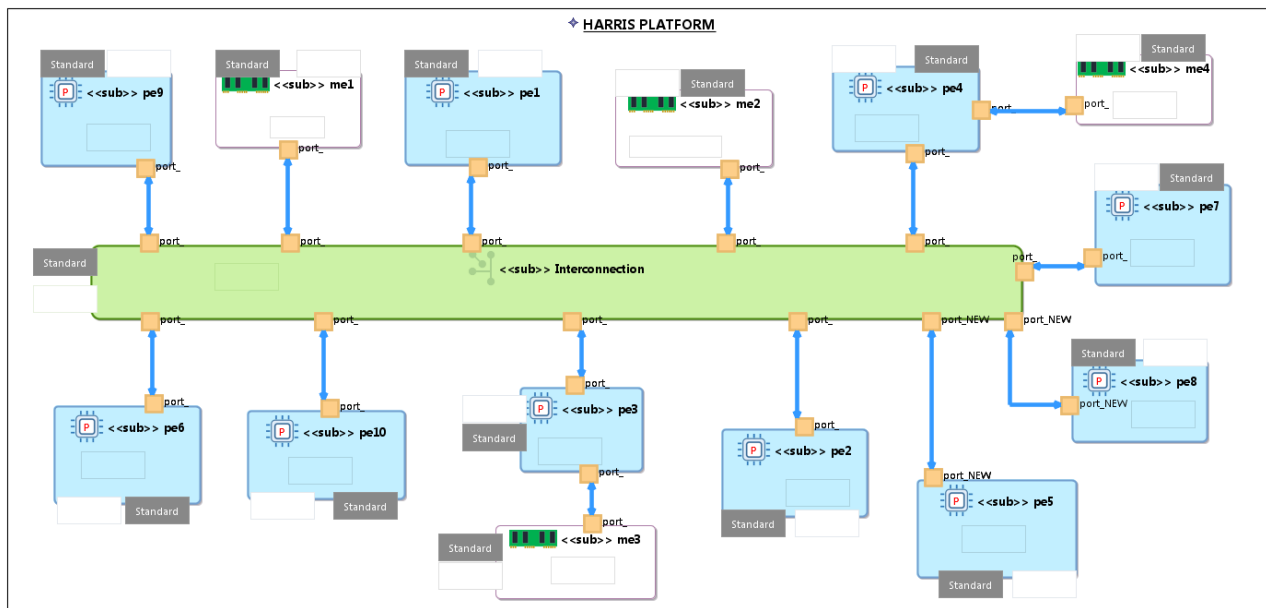 HARRIS PLATFORM
Standard
<<sub>> pe9
port_
Standard
<<sub>> me1
port_
Standard
<<sub>> pe1
port_
Standard
<<sub>> me2
port_
Standard
<<sub>> pe4
port_
port_
Standard
<<sub>> me4
port_
Standard
<<sub>> pe7
port_
port_
port_
port_
port_
port_
port_
Standard
<<sub>> Interconnection
port_
port_
port_
port_
port_NEW
port_NEW
port_
P
<<sub>> pe6
Standard
port_
P
<<sub>> pe10
Standard
port_
P
<<sub>> pe3
Standard
port_
port_
Standard
<<sub>> me3
port_
P
<<sub>> pe2
Standard
port_NEW
P
<<sub>> pe5
Standard
Standard
P
<<sub>> pe8
port_NEW
P
P
P
P